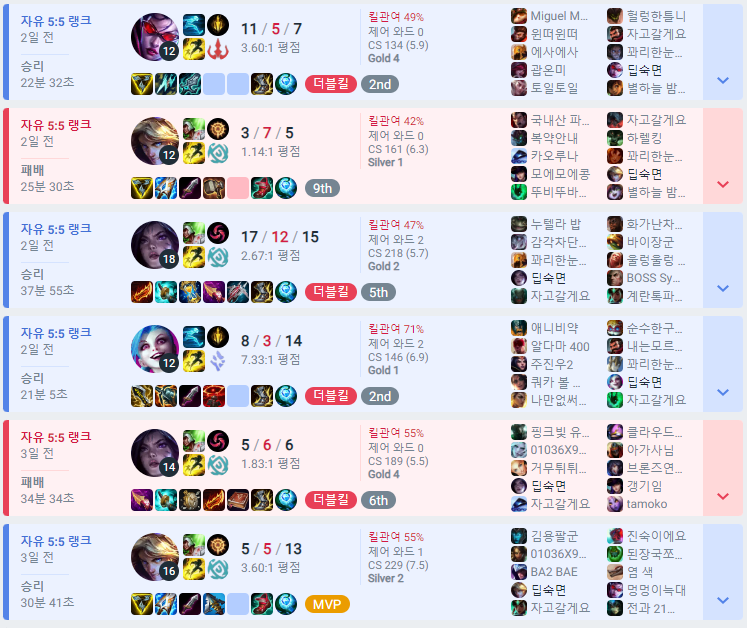 자유 5:5 랭크
2일 전
승리
22분 32초
12
11 / 5 / 7
3.60:1 평점
더블킬
2nd
킬관여 49%
제어 와드 0
CS 134 (5.9)
Gold 4
Miguel M...
윈떠윈떠
에사에사
괍온미
토일토일
헐렁한틀니
자고갈게요
꽈리한눈...
딥숙면
별하늘 밤...
자유 5:5 랭크
2일 전
패배
25분 30초
12
3 / 7 / 5
1.14:1 평점
9th
킬관여 42%
제어 와드 0
CS 161 (6.3)
Silver 1
국내산 파...
복약안내
카오루나
모에모에콩
뚜비뚜바...
자고갈게요
하렐킹
꽈리한눈...
딥숙면
별하늘 밤...
자유 5:5 랭크
2일 전
승리
37분 55초
18
17 / 12 / 15
2.67:1 평점
더블킬
5th
킬관여 47%
제어 와드 2
CS 218 (5.7)
Gold 2
누텔라 밥
감각자단...
꽈리한눈...
딥숙면
자고갈게요
화가난자...
바이장군
울렁울렁 ...
BOSS Sy...
계란톡파...
자유 5:5 랭크
2일 전
승리
21분 5초
12
8 / 3 / 14
7.33:1 평점
더블킬
2nd
킬관여 71%
제어 와드 2
CS 146 (6.9)
Gold 1
애니비약
알다마 400
주진우2
쿼카 볼 ...
나만없써...
순수한구...
내는모르...
꽈리한눈...
딥숙면
자고갈게요
자유 5:5 랭크
3일 전
패배
34분 34초
14
5 / 6 / 6
1.83:1 평점
더블킬
6th
킬관여 55%
제어 와드 0
CS 189 (5.5)
Gold 4
핑크빛 유...
01036X9...
거무튀튀...
딥숙면
자고갈게요
클라우드...
아가사님
브론즈연...
갱기임
tamoko
자유 5:5 랭크
3일 전
승리
30분 41초
16
5 / 5 / 13
3.60:1 평점
MVP
킬관여 55%
제어 와드 1
CS 229 (7.5)
Silver 2
김용팔군
01036X9...
BA2 BAE
딥숙면
자고갈게요
진숙이에요
된장국쪼...
염 색
멍멍이늑대
전과 21...